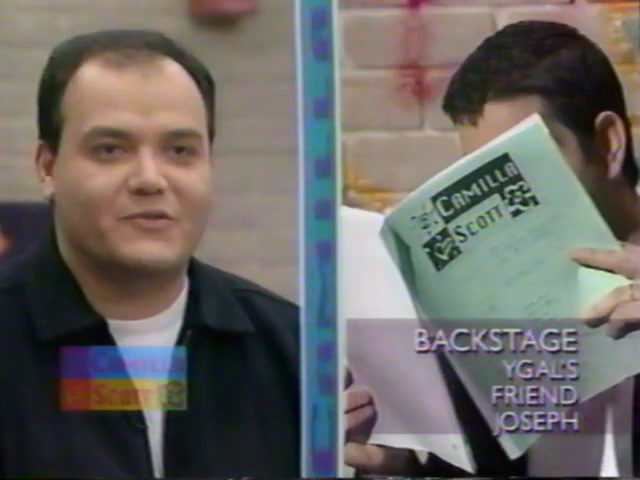 Camilla
Scott
CAMILLA
SCOTT
BACKSTAGE
YGAL'S
FRIEND
JOSEPH